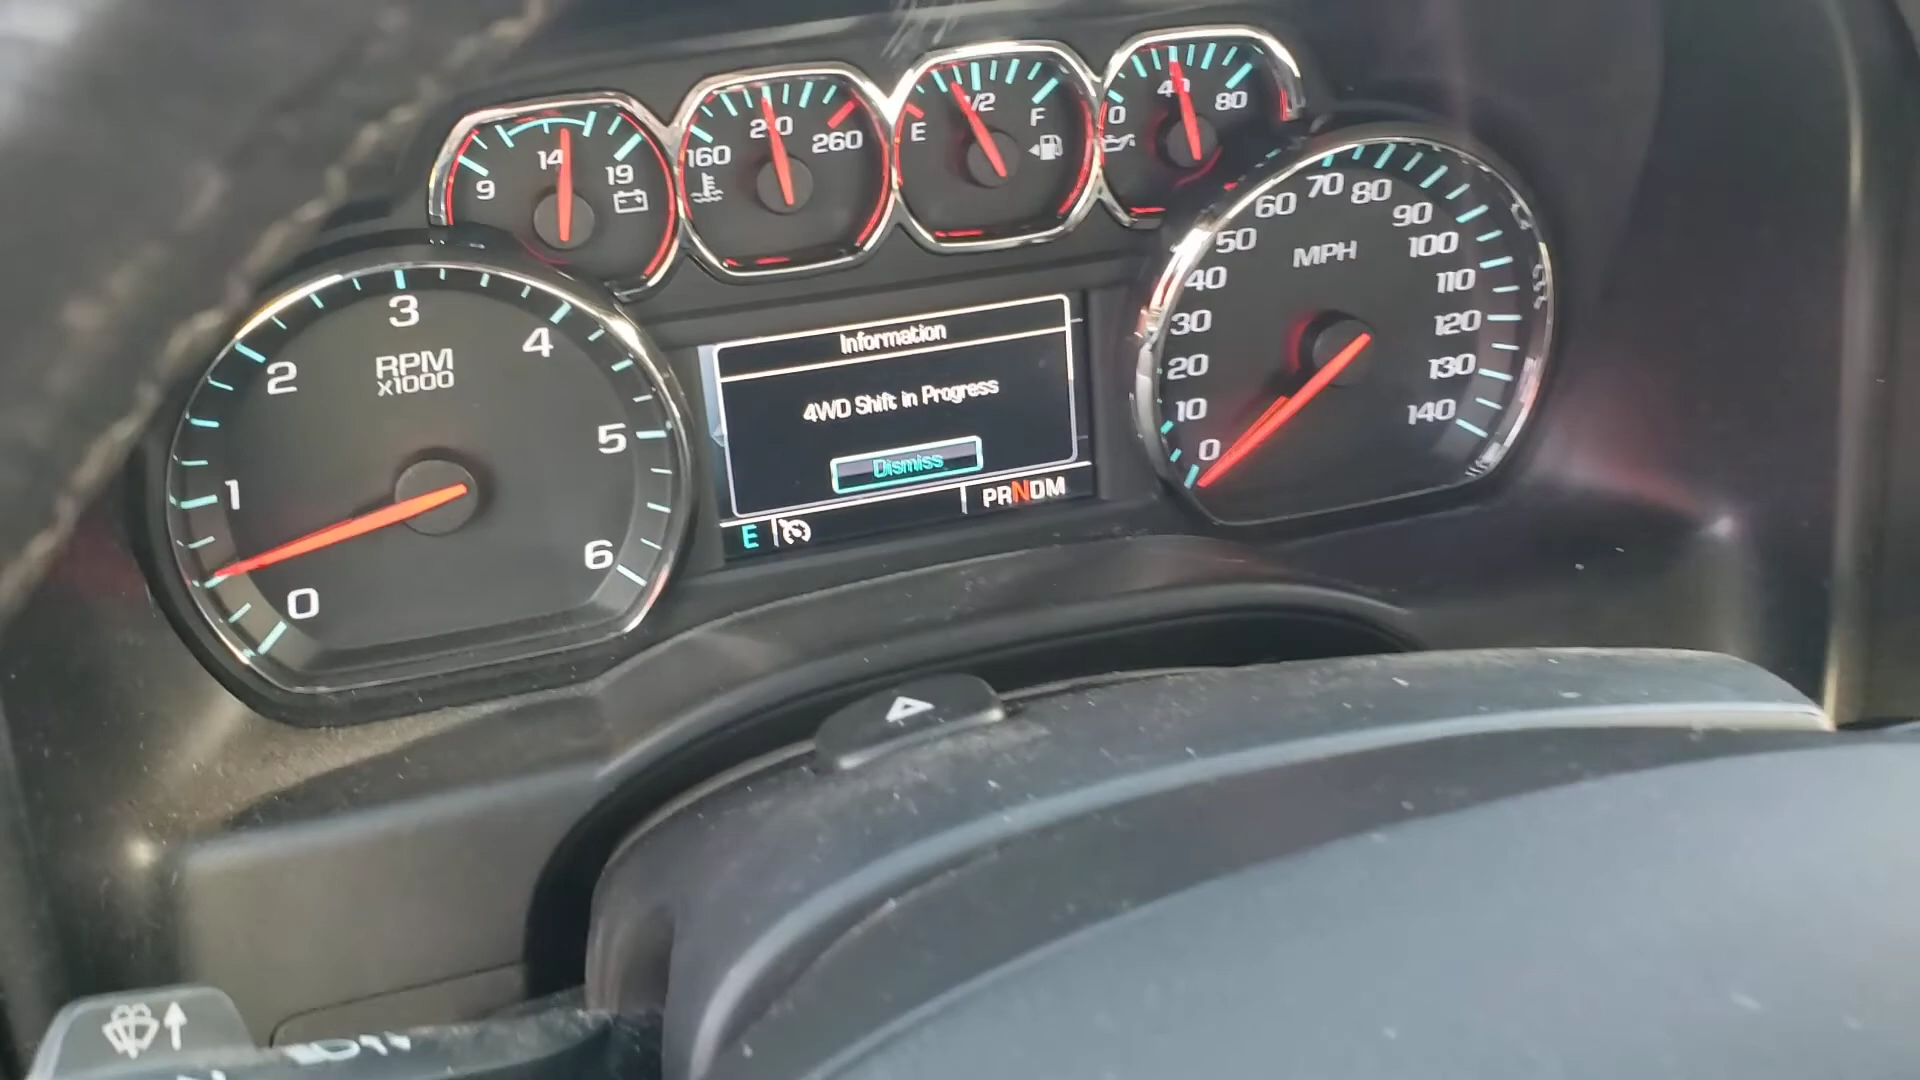 9 14 19
160 210 260
E 1/2 F
0 40 80
0 1 2 3 4 5 6
RPM
X1000
Information
4WD Shift in Progress
Dismiss
PRNDM
E
0 10 20 30 40 50 60 70 80 90 100 110 120 130 140
MPH